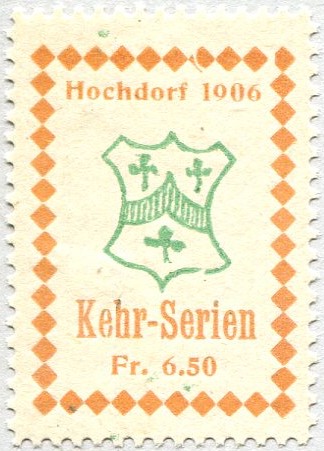 Hochdorf 1906
Kehr-Serien
Fr. 6.50